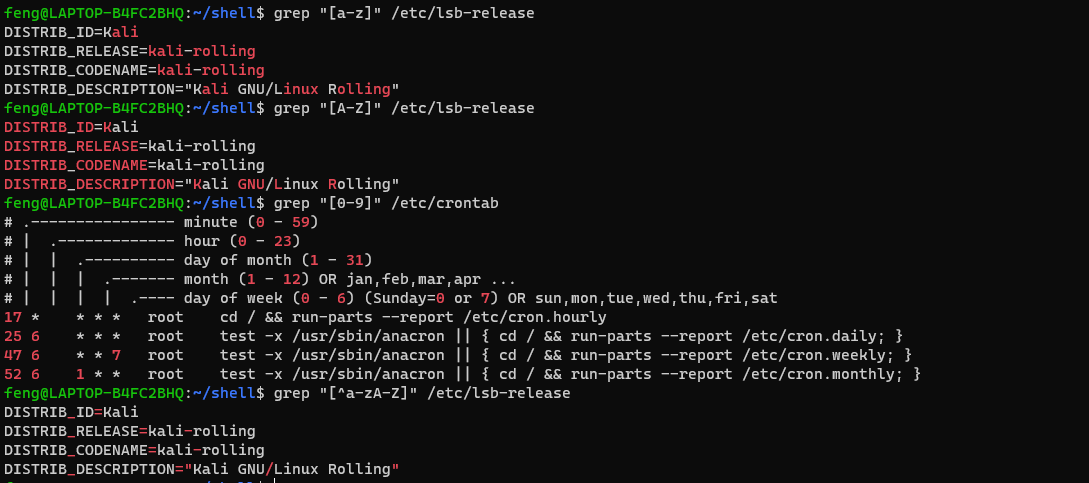 feng@LAPTOP-B4FC2BHQ:~/shell$ grep "[a-z]" /etc/lsb-release
DISTRIB_ID=Kali
DISTRIB_RELEASE=kali-rolling
DISTRIB_CODENAME=kali-rolling
DISTRIB_DESCRIPTION="Kali GNU/Linux Rolling"
feng@LAPTOP-B4FC2BHQ:~/shell$ grep "[A-Z]" /etc/lsb-release
DISTRIB_ID=Kali
DISTRIB_RELEASE=kali-rolling
DISTRIB_CODENAME=kali-rolling
DISTRIB_DESCRIPTION="Kali GNU/Linux Rolling"
feng@LAPTOP-B4FC2BHQ:~/shell$ grep "[0-9]" /etc/crontab
# .---------------- minute (0 - 59)
# |  .------------- hour (0 - 23)
# |  |  .---------- day of month (1 - 31)
# |  |  |  .------- month (1 - 12) OR jan,feb,mar,apr ...
# |  |  |  |  .---- day of week (0 - 6) (Sunday=0 or 7) OR sun,mon,tue,wed,thu,fri,sat
17 *    * * *   root    cd / && run-parts --report /etc/cron.hourly
25 6    * * *   root    test -x /usr/sbin/anacron || { cd / && run-parts --report /etc/cron.daily; }
47 6    * * 7   root    test -x /usr/sbin/anacron || { cd / && run-parts --report /etc/cron.weekly; }
52 6    1 * *   root    test -x /usr/sbin/anacron || { cd / && run-parts --report /etc/cron.monthly; }
feng@LAPTOP-B4FC2BHQ:~/shell$ grep "[^a-zA-Z]" /etc/lsb-release
DISTRIB_ID=Kali
DISTRIB_RELEASE=kali-rolling
DISTRIB_CODENAME=kali-rolling
DISTRIB_DESCRIPTION="Kali GNU/Linux Rolling"